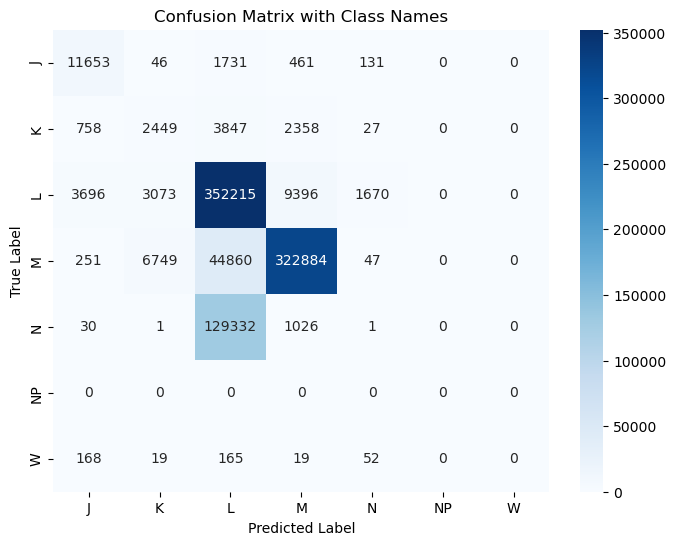 Confusion Matrix with Class Names
J 11653 46 1731 461 131 0 0
K 758 2449 3847 2358 27 0 0
L 3696 3073 352215 9396 1670 0 0
M 251 6749 44860 322884 47 0 0
N 30 1 129332 1026 1 0 0
NP 0 0 0 0 0 0 0
W 168 19 165 19 52 0 0
J K L M N NP W
Predicted Label
True Label
350000
300000
250000
200000
150000
100000
50000
0